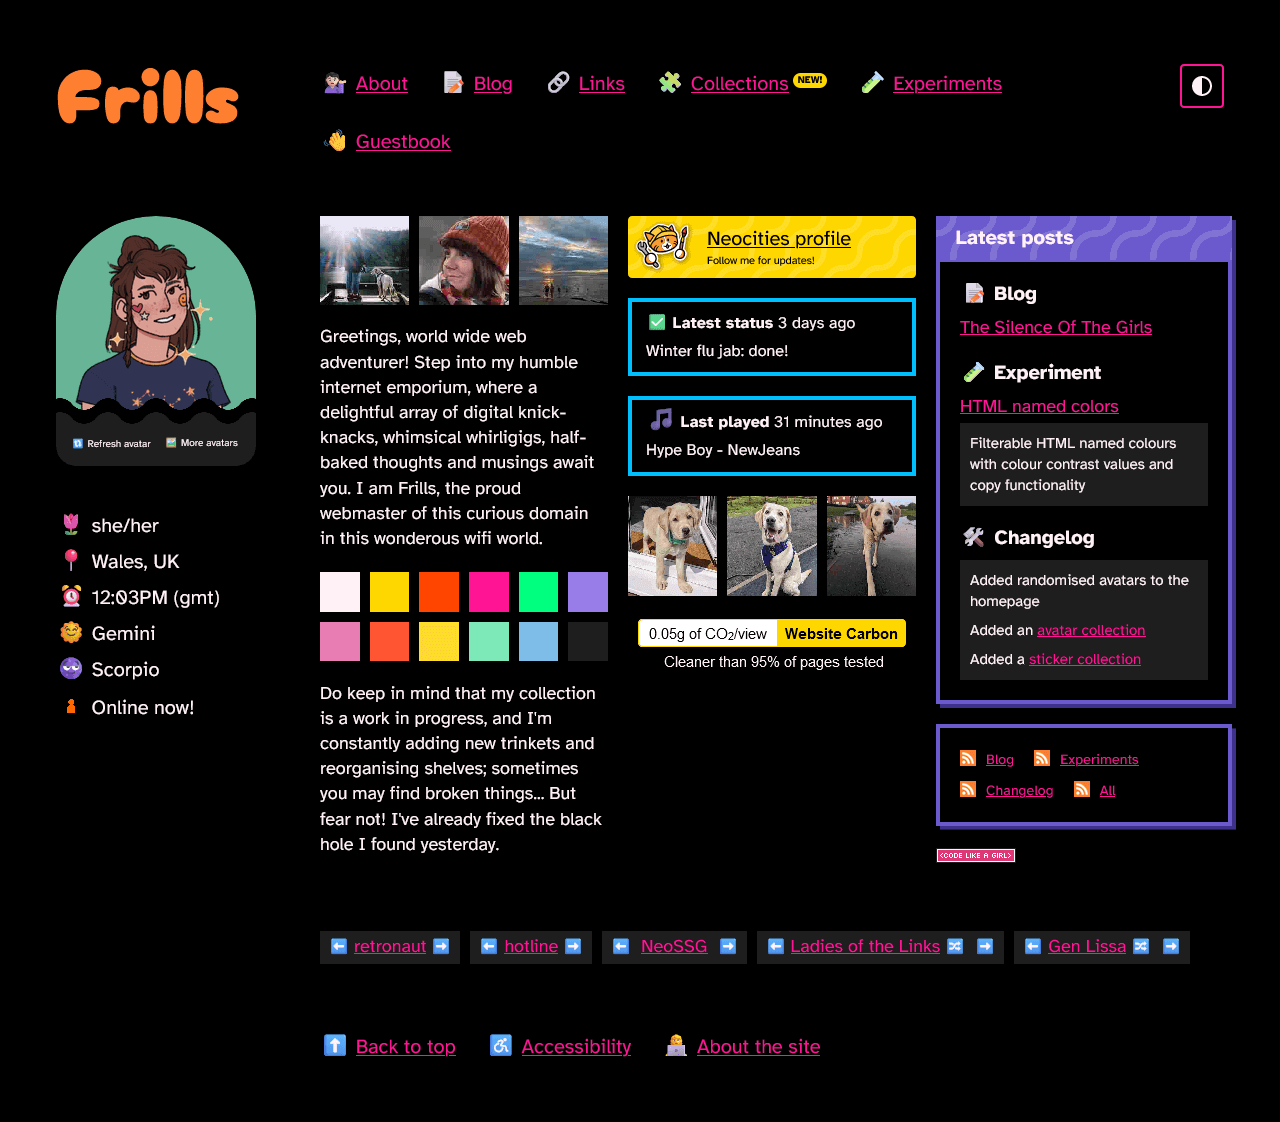 Frills
About
Blog
Links
Collections NEW!
Experiments
Guestbook
Refresh avatar
More avatars
she/her
Wales, UK
12:03PM (gmt)
Gemini
Scorpio
Online now!
Greetings, world wide web
adventurer! Step into my humble
internet emporium, where a
delightful array of digital knick-
knacks, whimsical whirligigs, half-
baked thoughts and musings await
you. I am Frills, the proud
webmaster of this curious domain
in this wonderous wifi world.
Do keep in mind that my collection
is a work in progress, and I'm
constantly adding new trinkets and
reorganising shelves; sometimes
you may find broken things... But
fear not! I've already fixed the black
hole I found yesterday.
Neocities profile
Follow me for updates!
Latest status 3 days ago
Winter flu jab: done!
Last played 31 minutes ago
Hype Boy - NewJeans
0.05g of CO₂/view
Website Carbon
Cleaner than 95% of pages tested
Latest posts
Blog
The Silence Of The Girls
Experiment
HTML named colors
Filterable HTML named colours
with colour contrast values and
copy functionality
Changelog
Added randomised avatars to the
homepage
Added an avatar collection
Added a sticker collection
Blog
Experiments
Changelog
All
<CODE LIKE A GIRL>
retronaut
hotline
NeoSSG
Ladies of the Links
Gen Lissa
Back to top
Accessibility
About the site